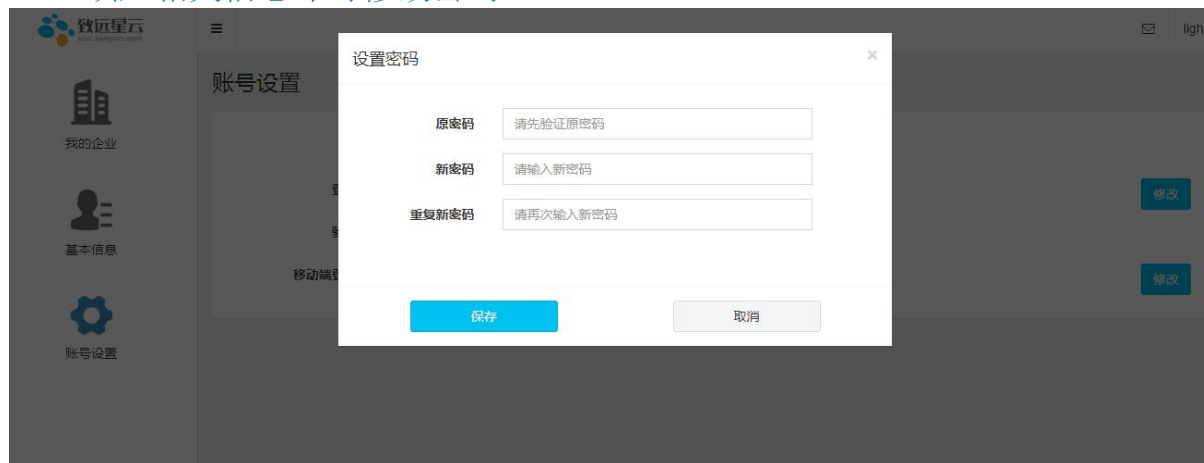 致远星云
设置密码
×
ligh
账号设置
原密码
请先验证原密码
我的企业
新密码
请输入新密码
修改
重复新密码
请再次输入新密码
基本信息
移动端登
修改
保存
取消
账号设置